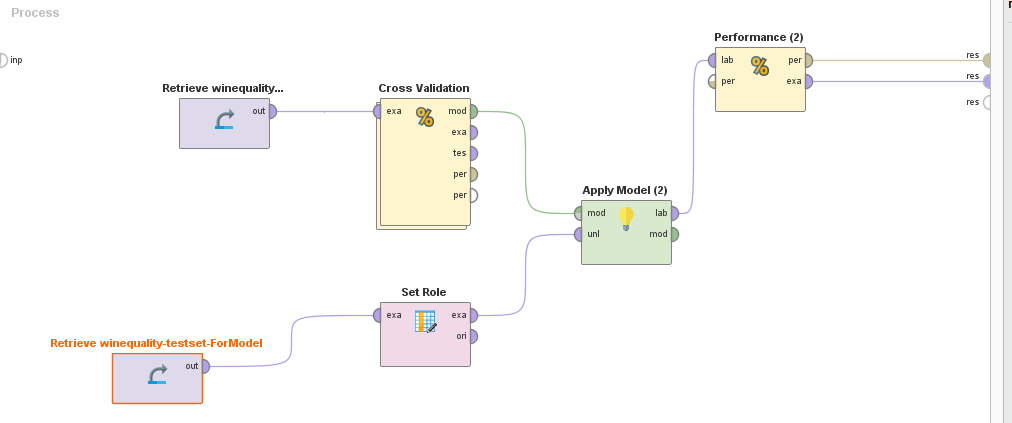 Process
inp
Retrieve winequality...
out
Cross Validation
exa
mod
exa
tes
per
per
Performance (2)
lab
per
per
exa
res
res
res
Apply Model (2)
mod
lab
unl
mod
Set Role
exa
exa
ori
Retrieve winequality-testset-ForModel
out